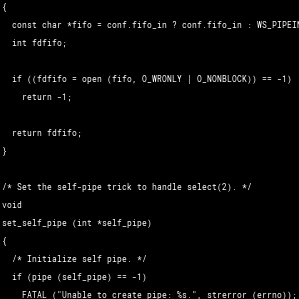 {
  const char *fifo = conf.fifo_in ? conf.fifo_in : WS_PIPEIN
  int fdfifo;

  if ((fdfifo = open (fifo, O_WRONLY | O_NONBLOCK)) == -1)
    return -1;

  return fdfifo;
}

/* Set the self-pipe trick to handle select(2). */
void
set_self_pipe (int *self_pipe)
{
  /* Initialize self pipe. */
  if (pipe (self_pipe) == -1)
    FATAL ("Unable to create pipe: %s.", strerror (errno));